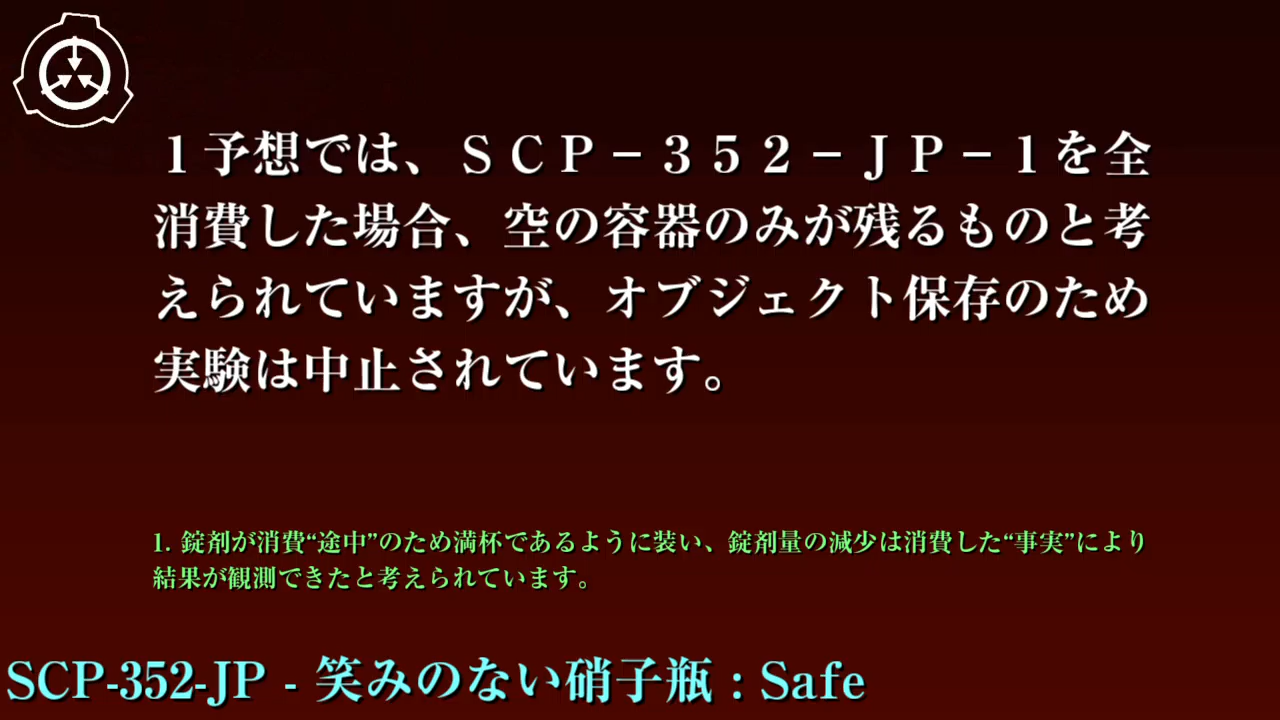 １予想では、ＳＣＰ－３５２－ＪＰ－１を全
消費した場合、空の容器のみが残るものと考
えられていますが、オブジェクト保存のため
実験は中止されています。
1. 錠剤が消費“途中”のため満杯であるように装い、錠剤量の減少は消費した“事実”により
結果が観測できたと考えられています。
SCP-352-JP - 笑みのない硝子瓶 : Safe